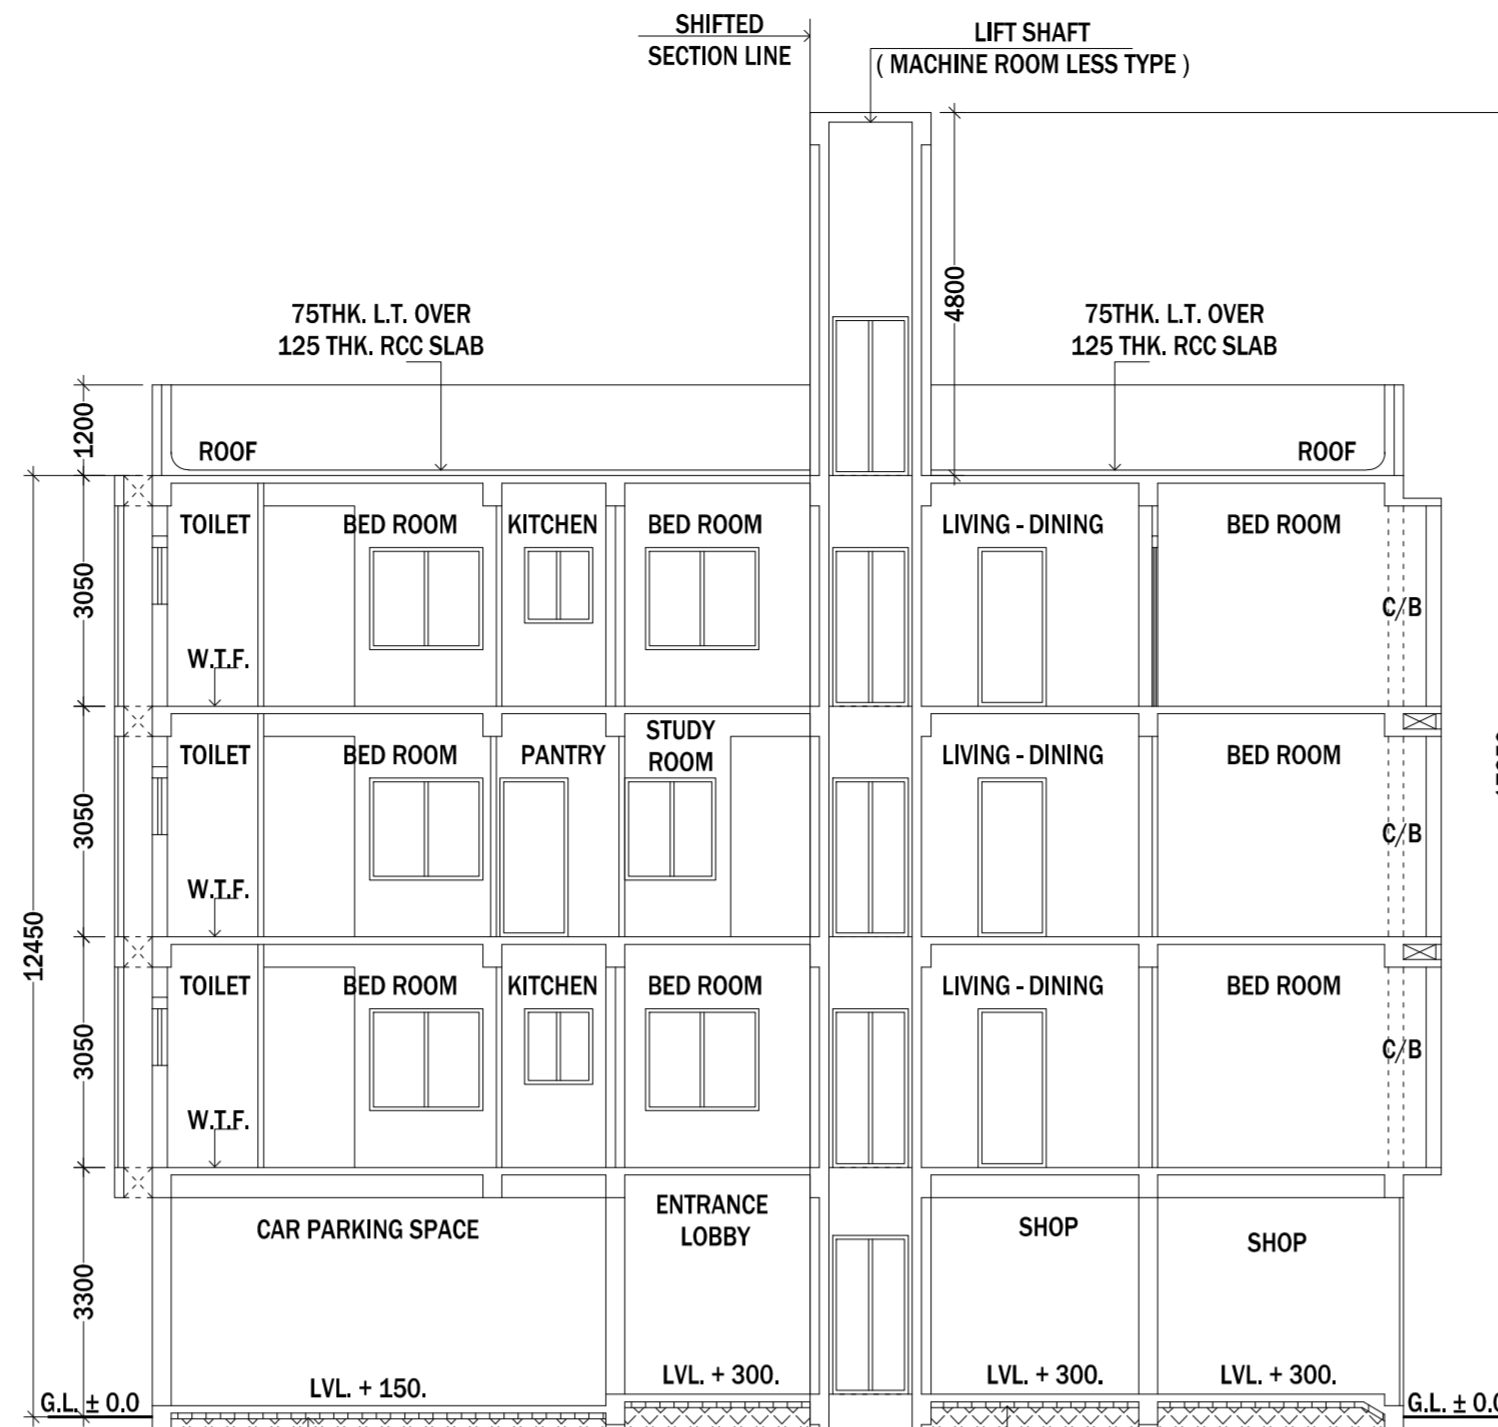 SHIFTED
SECTION LINE
LIFT SHAFT
( MACHINE ROOM LESS TYPE )
4800
75THK. L.T. OVER
125 THK. RCC SLAB
75THK. L.T. OVER
125 THK. RCC SLAB
1200
ROOF
ROOF
TOILET
BED ROOM
KITCHEN
BED ROOM
LIVING - DINING
BED ROOM
3050
C/B
W.T.F.
STUDY
ROOM
TOILET
BED ROOM
PANTRY
LIVING - DINING
BED ROOM
3050
C/B
W.T.F.
12450
TOILET
BED ROOM
KITCHEN
BED ROOM
LIVING - DINING
BED ROOM
3050
C/B
W.T.F.
ENTRANCE
LOBBY
CAR PARKING SPACE
SHOP
SHOP
3300
LVL. + 150.
LVL. + 300.
LVL. + 300.
LVL. + 300.
G.L. ± 0.0
G.L. ± 0.0